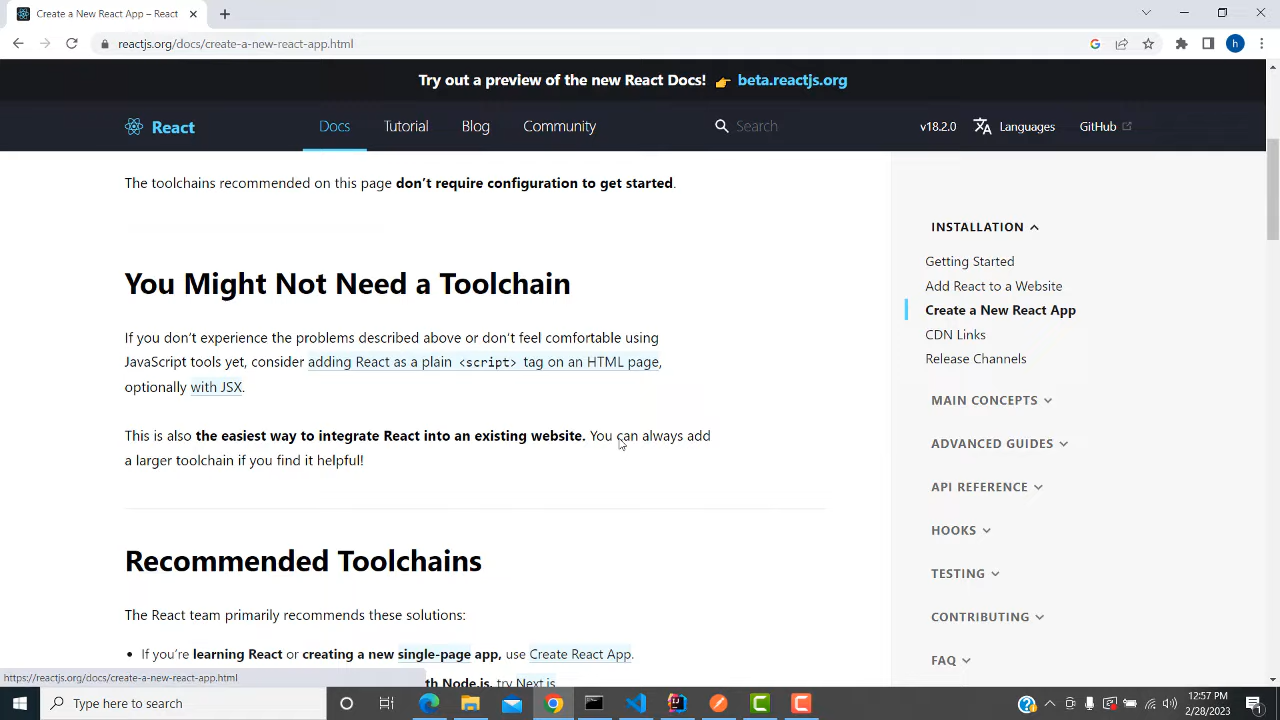 Create a New React App – React
reactjs.org/docs/create-a-new-react-app.html
h
Try out a preview of the new React Docs! 👉 beta.reactjs.org
React
Docs
Tutorial
Blog
Community
Search
v18.2.0
Languages
GitHub
The toolchains recommended on this page don’t require configuration to get started.
You Might Not Need a Toolchain
If you don’t experience the problems described above or don’t feel comfortable using
JavaScript tools yet, consider adding React as a plain <script> tag on an HTML page,
optionally with JSX.
This is also the easiest way to integrate React into an existing website. You can always add
a larger toolchain if you find it helpful!
Recommended Toolchains
The React team primarily recommends these solutions:
• If you’re learning React or creating a new single-page app, use Create React App.
th Node.js, try Next.js.
INSTALLATION
Getting Started
Add React to a Website
Create a New React App
CDN Links
Release Channels
MAIN CONCEPTS
ADVANCED GUIDES
API REFERENCE
HOOKS
TESTING
CONTRIBUTING
FAQ
https://reactjs.org/docs/create-a-new-react-app.html
Type here to search
12:57 PM
2/28/2023